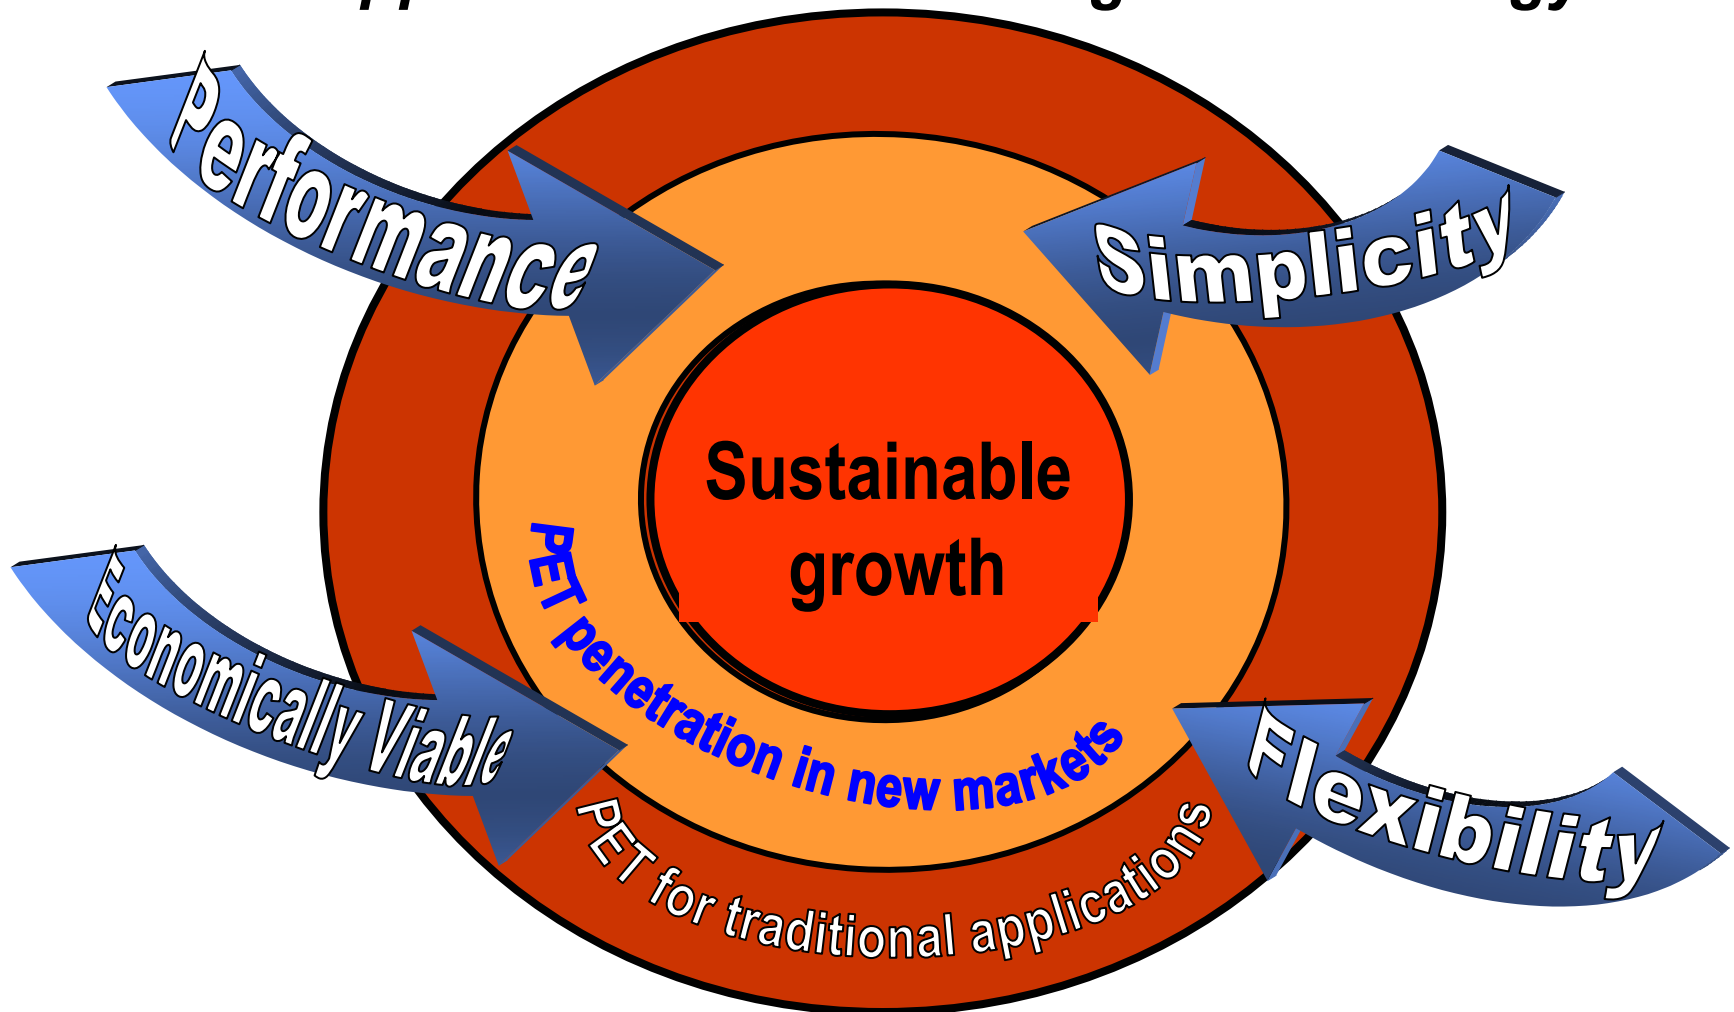 Performance
Simplicity
Sustainable
growth
Economically Viable
PET penetration in new markets
Flexibility
PET for traditional applications